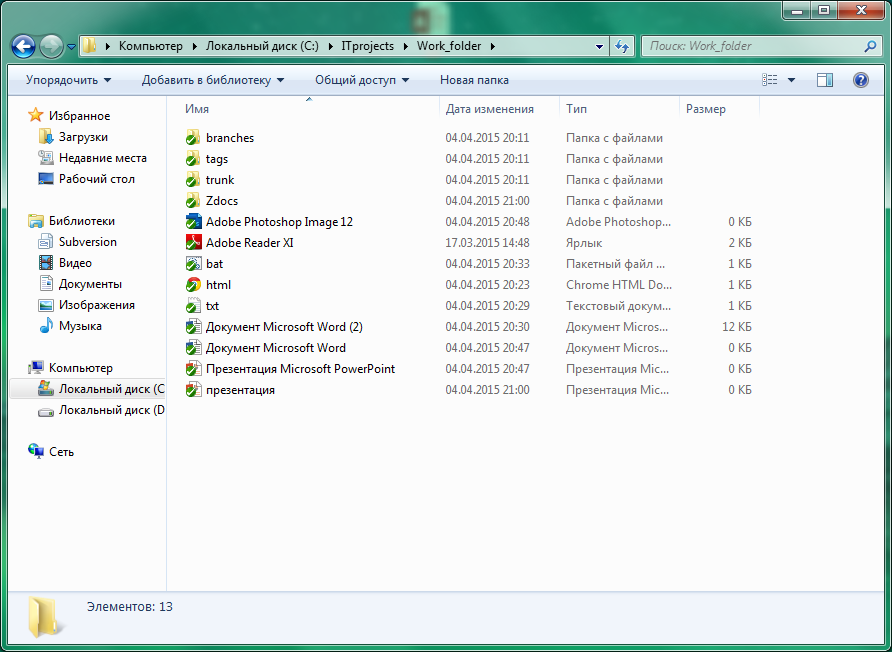 Компьютер Локальный диск (C:) ITprojects Work_folder Поиск: Work_folder
Упорядочить Добавить в библиотеку Общий доступ Новая папка
Избранное
Загрузки
Недавние места
Рабочий стол
Библиотеки
Subversion
Видео
Документы
Изображения
Музыка
Компьютер
Локальный диск (C
Локальный диск (D
Сеть
Имя Дата изменения Тип Размер
branches 04.04.2015 20:11 Папка с файлами
tags 04.04.2015 20:11 Папка с файлами
trunk 04.04.2015 20:11 Папка с файлами
Zdocs 04.04.2015 21:00 Папка с файлами
Adobe Photoshop Image 12 04.04.2015 20:48 Adobe Photoshop... 0 КБ
Adobe Reader XI 17.03.2015 14:48 Ярлык 2 КБ
bat 04.04.2015 20:33 Пакетный файл ... 1 КБ
html 04.04.2015 20:23 Chrome HTML Do... 1 КБ
txt 04.04.2015 20:29 Текстовый докум... 1 КБ
Документ Microsoft Word (2) 04.04.2015 20:30 Документ Micros... 12 КБ
Документ Microsoft Word 04.04.2015 20:47 Документ Micros... 0 КБ
Презентация Microsoft PowerPoint 04.04.2015 20:47 Презентация Mic... 0 КБ
презентация 04.04.2015 21:00 Презентация Mic... 0 КБ
Элементов: 13